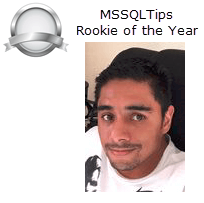 MSSQLTips
Rookie of the Year